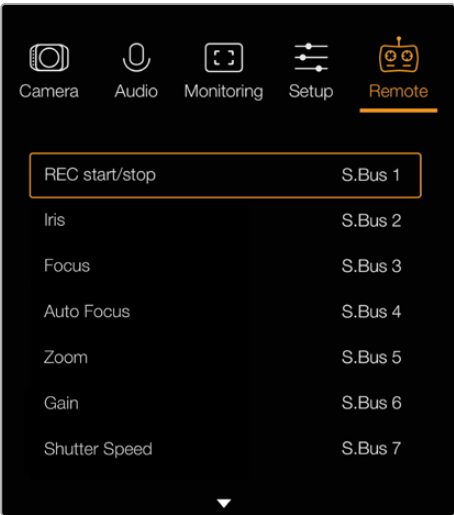 Camera Audio Monitoring Setup Remote
REC start/stop S.Bus 1
Iris S.Bus 2
Focus S.Bus 3
Auto Focus S.Bus 4
Zoom S.Bus 5
Gain S.Bus 6
Shutter Speed S.Bus 7